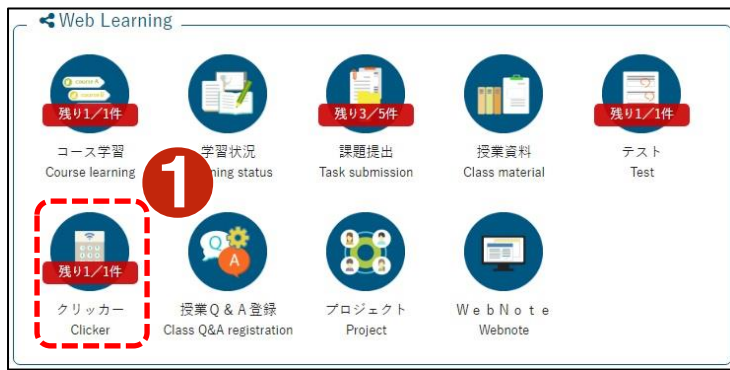 Web Learning
残り1/1件
コース学習
Course learning
学習状況
ning status
残り3/5件
課題提出
Task submission
授業資料
Class material
残り1/1件
テスト
Test
1
残り1/1件
クリッカー
Clicker
Q
A
授業Q&A登録
Class Q&A registration
プロジェクト
Project
WebNote
Webnote